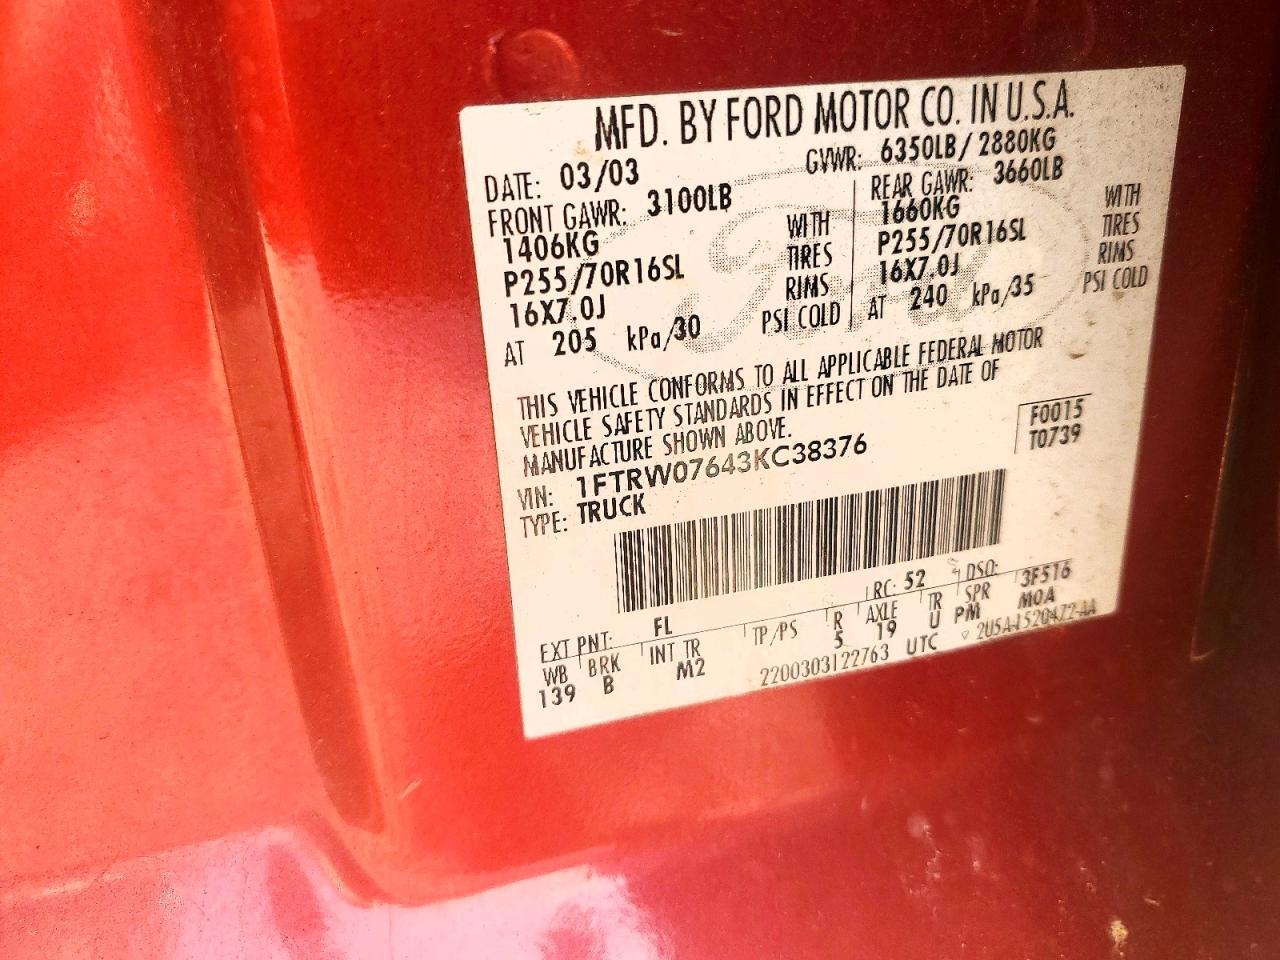 MFD. BY FORD MOTOR CO. IN U.S.A.
DATE: 03/03 GVWR: 6350LB/ 2880KG
FRONT GAWR: 3100LB REAR GAWR: 3660LB
1406KG WITH 1660KG WITH
P255/70R16SL TIRES P255/70R16SL TIRES
16X7.0J RIMS 16X7.0J RIMS
AT 205 kPa/30 PSI COLD AT 240 kPa/35 PSI COLD
THIS VEHICLE CONFORMS TO ALL APPLICABLE FEDERAL MOTOR
VEHICLE SAFETY STANDARDS IN EFFECT ON THE DATE OF
MANUFACTURE SHOWN ABOVE.
F0015
T0739
VIN: 1FTRW07643KC38376
TYPE: TRUCK
EXT PNT: FL RC: 52 DSO: 3F516
WB BRK INT TR TP/PS R AXLE TR SPR
139 B M2 5 19 U PM MOA
2200303122763 UTC 2U5A-1520472-AA